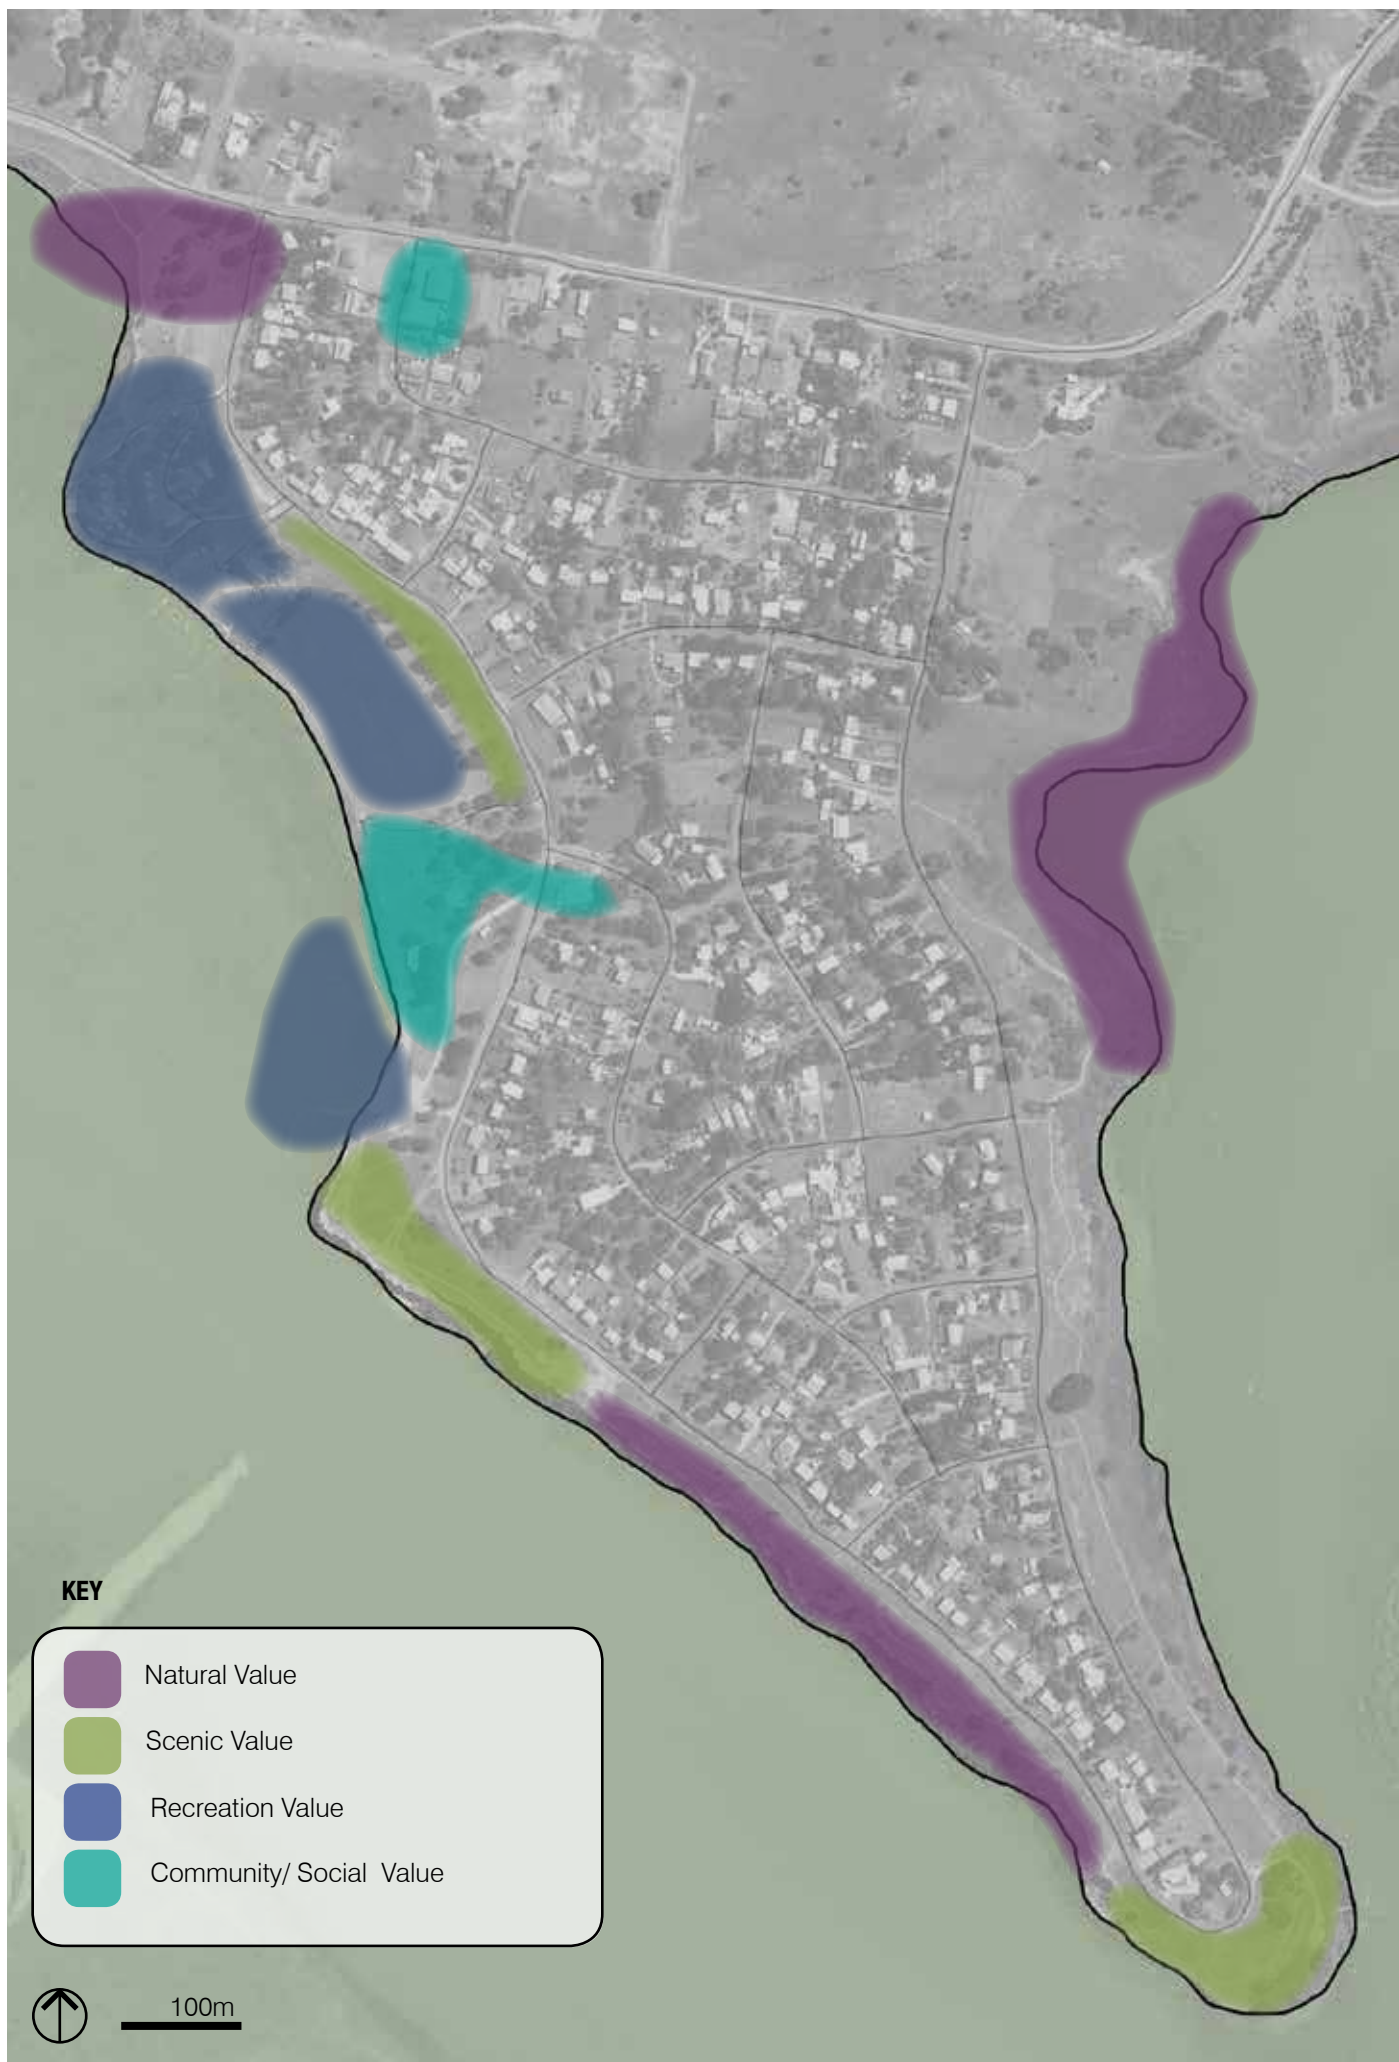 KEY
Natural Value
Scenic Value
Recreation Value
Community/ Social  Value
100m